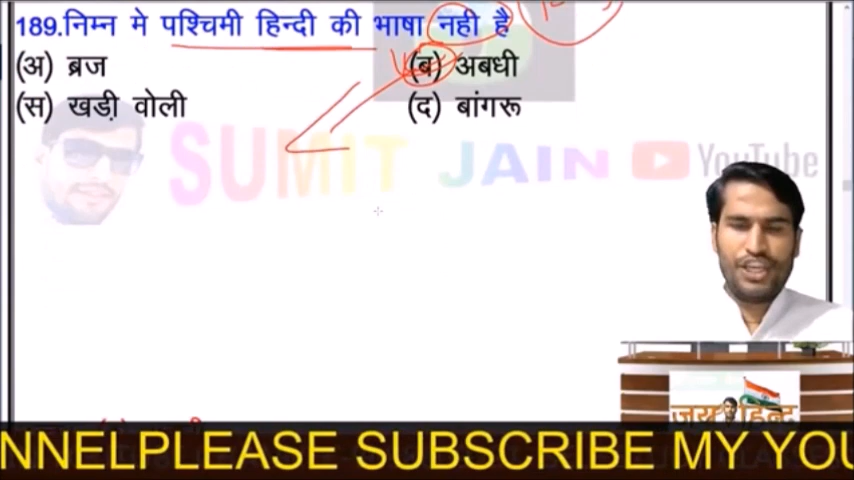 189.निम्न मे पश्चिमी हिन्दी की भाषा नही है
(अ) ब्रज (ब) अबधी
(स) खडी़ वोली (द) बांगरू
SUMIT JAIN YouTube
जय हिन्द
NNELPLEASE SUBSCRIBE MY YOU